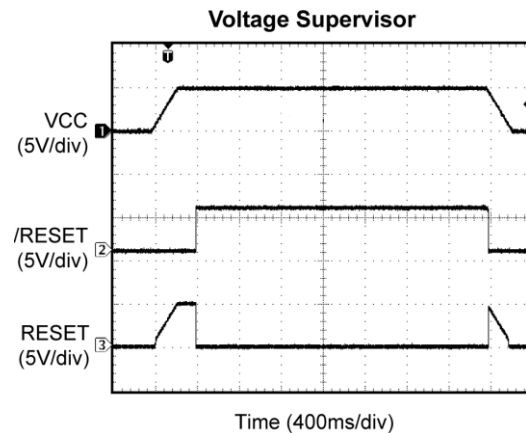 Voltage Supervisor
T
VCC
(5V/div)
1
/RESET
(5V/div)
2
RESET
(5V/div)
3
Time (400ms/div)